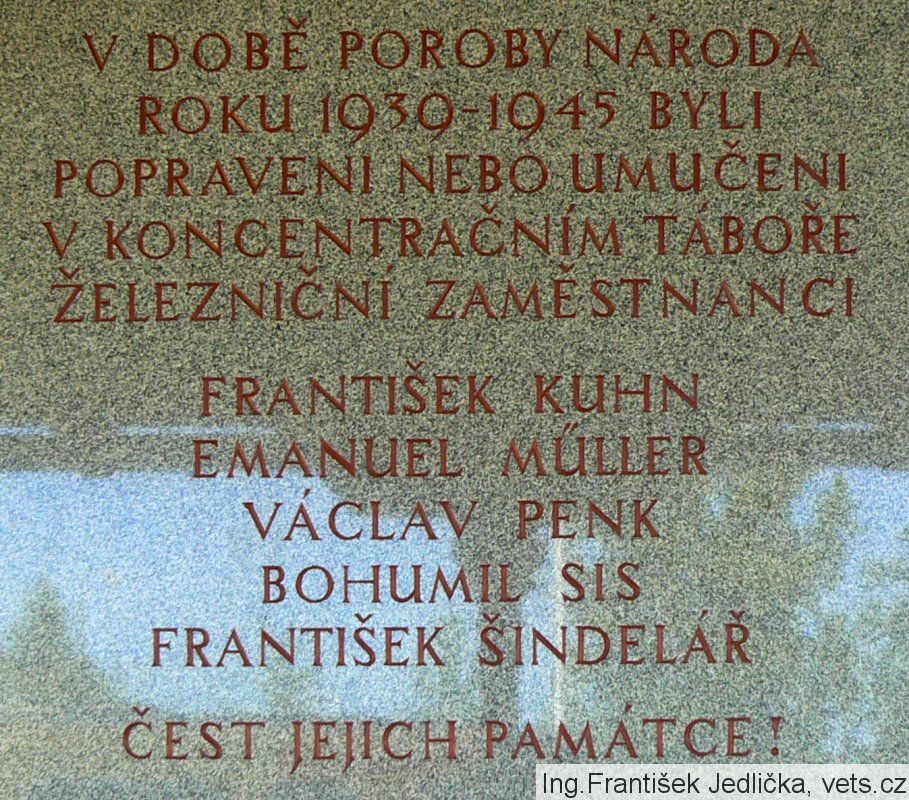 V DOBĚ POROBY NÁRODA
ROKU 1939-1945 BYLI
POPRAVENI NEBO UMUČENI
V KONCENTRAČNÍM TÁBOŘE
ŽELEZNIČNÍ ZAMĚSTNANCI
FRANTIŠEK KUHN
EMANUEL MŰLLER
VÁCLAV PENK
BOHUMIL SIS
FRANTIŠEK ŠINDELÁŘ
ČEST JEJICH PAMÁTCE!
Ing.František Jedlička, vets.cz